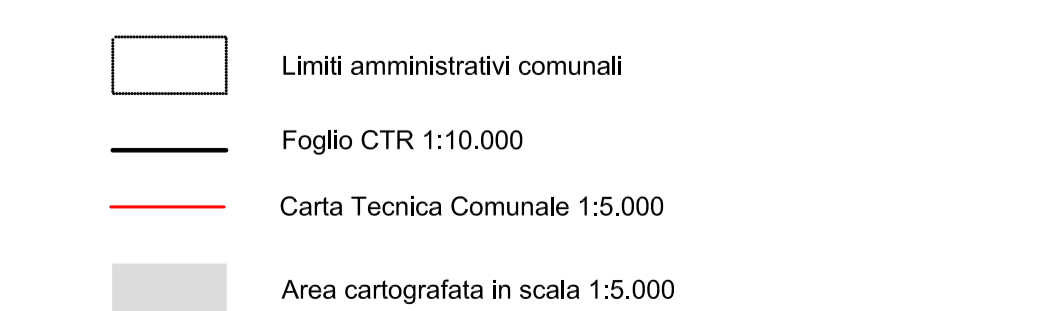 Limiti amministrativi comunali
Foglio CTR 1:10.000
Carta Tecnica Comunale 1:5.000
Area cartografata in scala 1:5.000